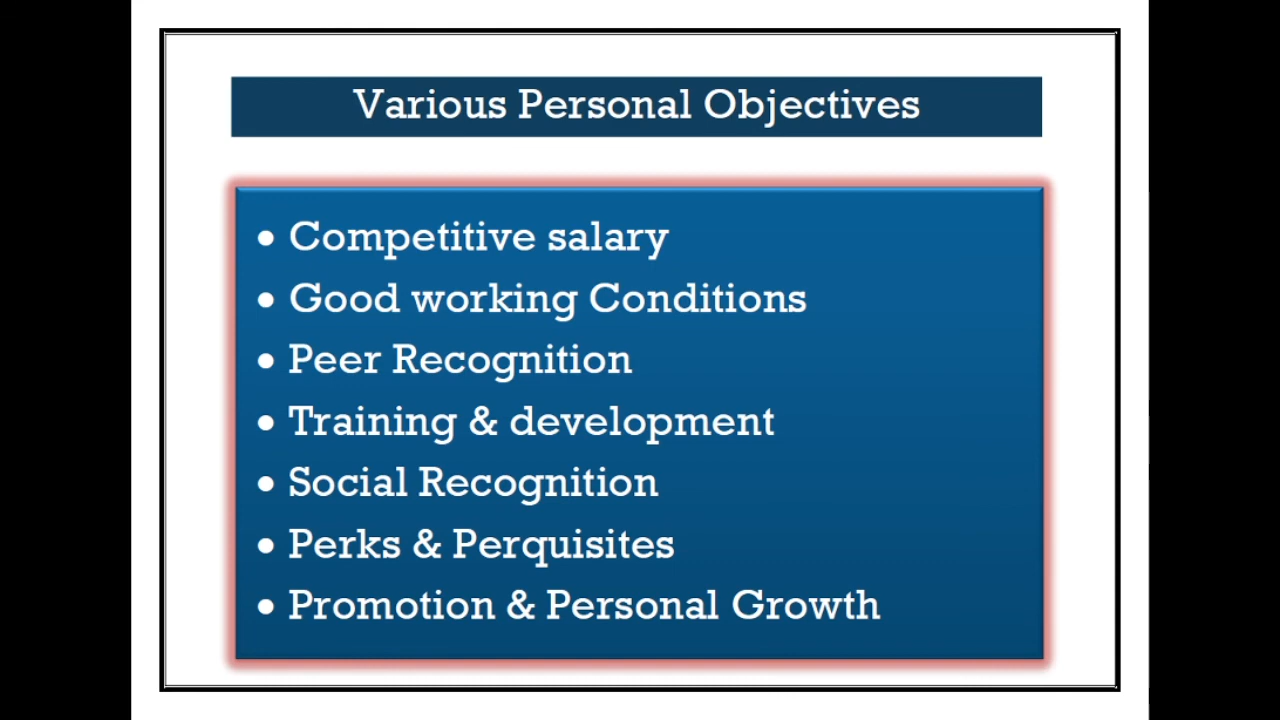 Various Personal Objectives
• Competitive salary
• Good working Conditions
• Peer Recognition
• Training & development
• Social Recognition
• Perks & Perquisites
• Promotion & Personal Growth